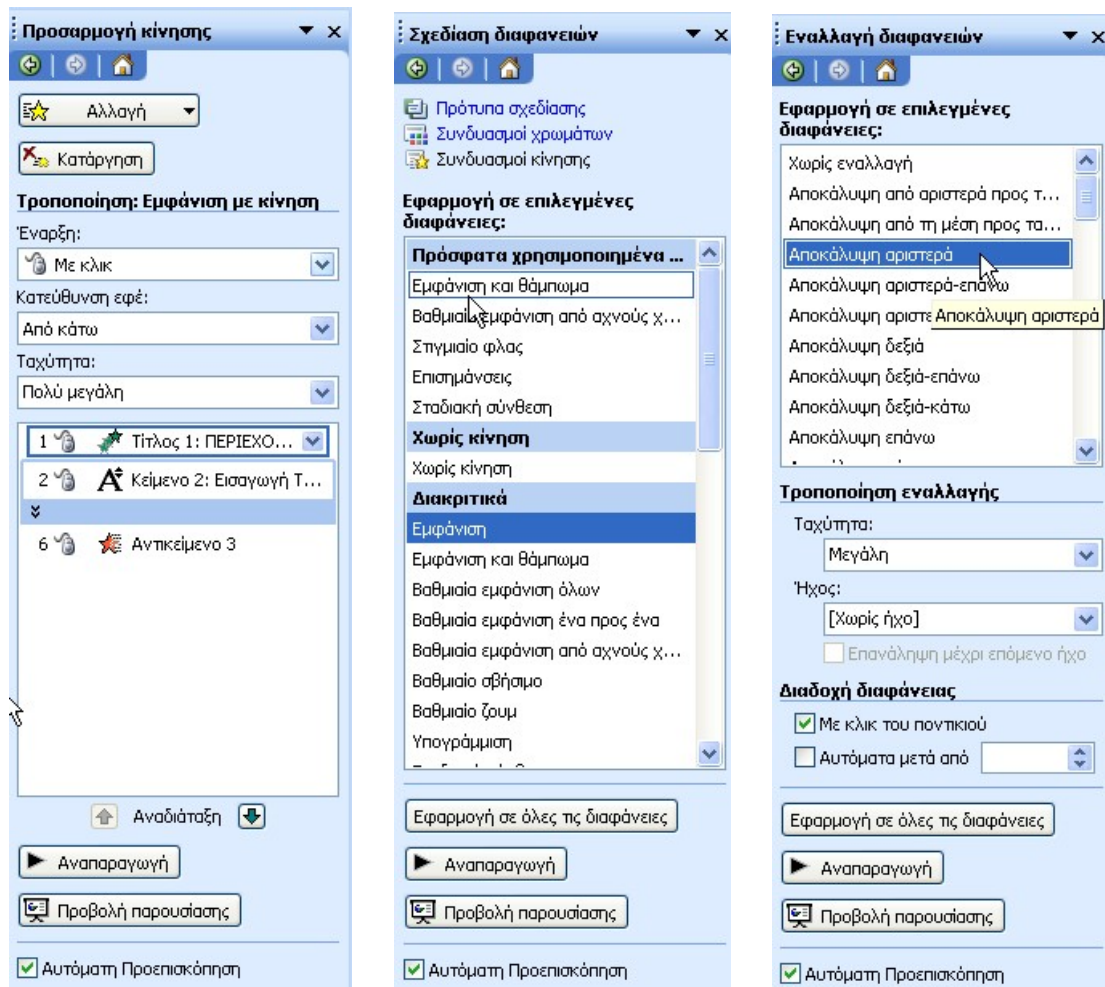 Προσαρμογή κίνησης
Αλλαγή
Κατάργηση
Τροποποίηση: Εμφάνιση με κίνηση
Έναρξη:
Με κλικ
Κατεύθυνση εφέ:
Από κάτω
Ταχύτητα:
Πολύ μεγάλη
1 Τίτλος 1: ΠΕΡΙΕΧΟ...
2 Κείμενο 2: Εισαγωγή Τ...
6 Αντικείμενο 3
Αναδιάταξη
Αναπαραγωγή
Προβολή παρουσίασης
Αυτόματη Προεπισκόπηση
Σχεδίαση διαφανειών
Πρότυπα σχεδίασης
Συνδυασμοί χρωμάτων
Συνδυασμοί κίνησης
Εφαρμογή σε επιλεγμένες
διαφάνειες:
Πρόσφατα χρησιμοποιημένα ...
Εμφάνιση και θάμπωμα
Βαθμιαία εμφάνιση από αχνούς χ...
Στιγμιαίο φλας
Επισημάνσεις
Σταδιακή σύνθεση
Χωρίς κίνηση
Χωρίς κίνηση
Διακριτικά
Εμφάνιση
Εμφάνιση και θάμπωμα
Βαθμιαία εμφάνιση όλων
Βαθμιαία εμφάνιση ένα προς ένα
Βαθμιαία εμφάνιση από αχνούς χ...
Βαθμιαίο σβήσιμο
Βαθμιαίο ζουμ
Υπογράμμιση
Εφαρμογή σε όλες τις διαφάνειες
Αναπαραγωγή
Προβολή παρουσίασης
Αυτόματη Προεπισκόπηση
Εναλλαγή διαφανειών
Εφαρμογή σε επιλεγμένες
διαφάνειες:
Χωρίς εναλλαγή
Αποκάλυψη από αριστερά προς τ...
Αποκάλυψη από τη μέση προς τα...
Αποκάλυψη αριστερά
Αποκάλυψη αριστερά-επάνω
Αποκάλυψη αριστε Αποκάλυψη αριστερά
Αποκάλυψη δεξιά
Αποκάλυψη δεξιά-επάνω
Αποκάλυψη δεξιά-κάτω
Αποκάλυψη επάνω
Τροποποίηση εναλλαγής
Ταχύτητα:
Μεγάλη
Ήχος:
[Χωρίς ήχο]
Επανάληψη μέχρι επόμενο ήχο
Διαδοχή διαφάνειας
Με κλικ του ποντικιού
Αυτόματα μετά από
Εφαρμογή σε όλες τις διαφάνειες
Αναπαραγωγή
Προβολή παρουσίασης
Αυτόματη Προεπισκόπηση